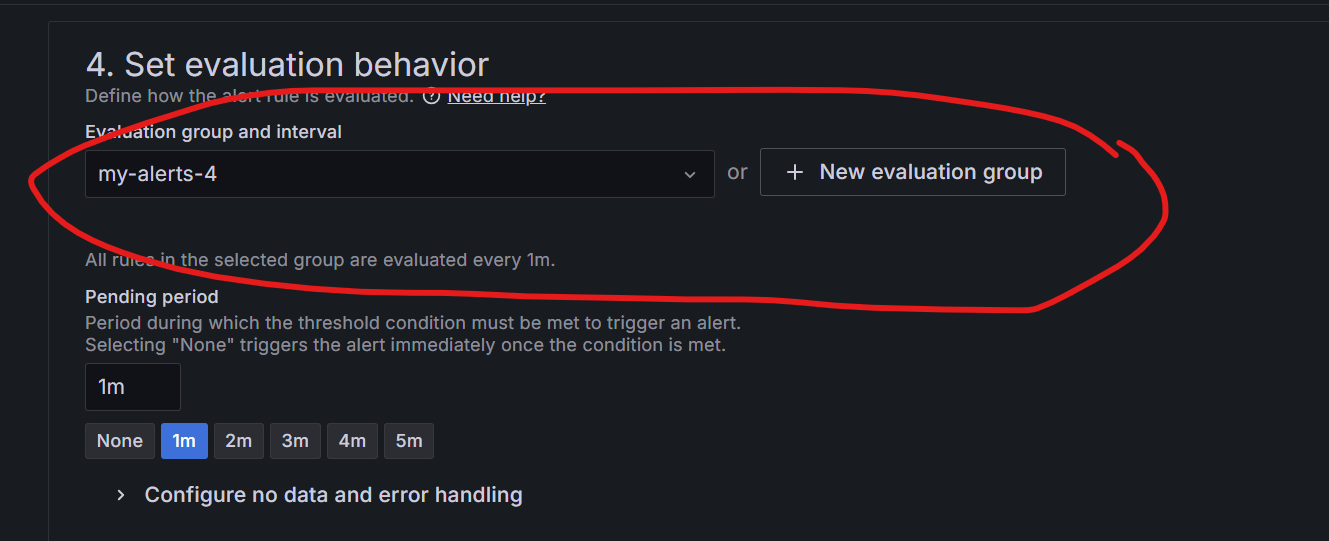 4. Set evaluation behavior
Define how the alert rule is evaluated. Need help?
Evaluation group and interval
my-alerts-4 or + New evaluation group
All rules in the selected group are evaluated every 1m.
Pending period
Period during which the threshold condition must be met to trigger an alert.
Selecting "None" triggers the alert immediately once the condition is met.
1m
None 1m 2m 3m 4m 5m
Configure no data and error handling